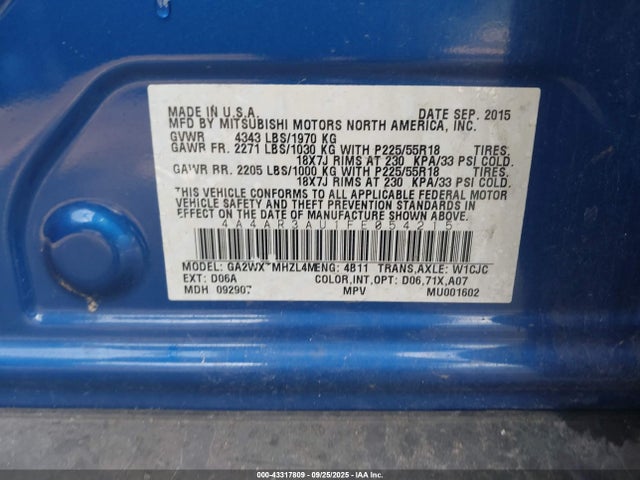 MADE IN U.S.A. DATE SEP. 2015
MFD BY MITSUBISHI MOTORS NORTH AMERICA, INC.
GVWR 4343 LBS/1970 KG
GAWR FR. 2271 LBS/1030 KG WITH P225/55R18 TIRES.
18X7J RIMS AT 230 KPA/33 PSI COLD.
GAWR RR. 2205 LBS/1000 KG WITH P225/55R18 TIRES.
18X7J RIMS AT 230 KPA/33 PSI COLD.
THIS VEHICLE CONFORMS TO ALL APPLICABLE FEDERAL MOTOR
VEHICLE SAFETY AND THEFT PREVENTION STANDARDS IN
EFFECT ON THE DATE OF MANUFACTURE SHOWN ABOVE.
4A4AR3AU1FE054215
MODEL: GA2WX MHZL4M ENG: 4B11 TRANS,AXLE: W1CJC
EXT: D06A COLOR,INT,OPT: D06,71X,A07
MDH 092907 MPV MU001602
000-43317809 - 09/25/2025 - IAA Inc.